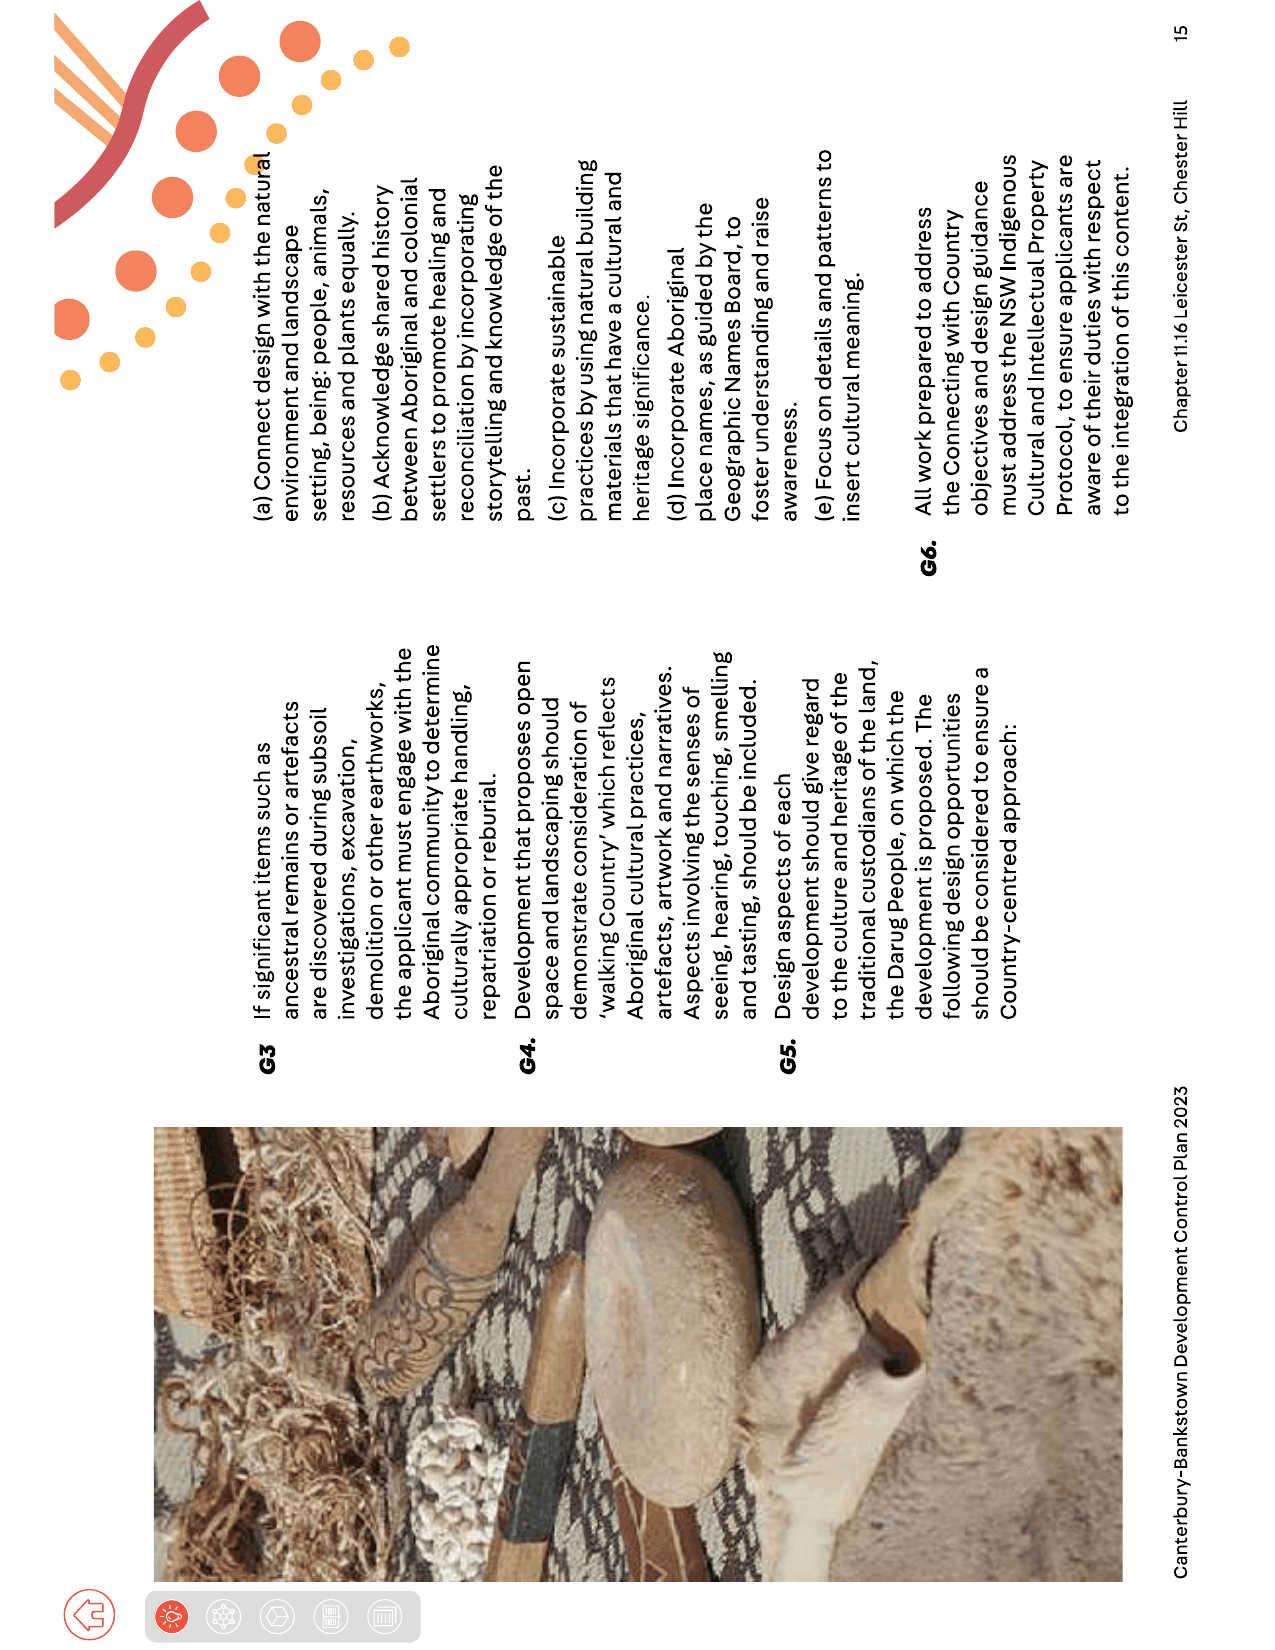 G3
If significant items such as
ancestral remains or artefacts
are discovered during subsoil
investigations, excavation,
demolition or other earthworks,
the applicant must engage with the
Aboriginal community to determine
culturally appropriate handling,
repatriation or reburial.
G4.
Development that proposes open
space and landscaping should
demonstrate consideration of
‘walking Country’ which reflects
Aboriginal cultural practices,
artefacts, artwork and narratives.
Aspects involving the senses of
seeing, hearing, touching, smelling
and tasting, should be included.
G5.
Design aspects of each
development should give regard
to the culture and heritage of the
traditional custodians of the land,
the Darug People, on which the
development is proposed. The
following design opportunities
should be considered to ensure a
Country-centred approach:
(a) Connect design with the natural
environment and landscape
setting, being: people, animals,
resources and plants equally.
(b) Acknowledge shared history
between Aboriginal and colonial
settlers to promote healing and
reconciliation by incorporating
storytelling and knowledge of the
past.
(c) Incorporate sustainable
practices by using natural building
materials that have a cultural and
heritage significance.
(d) Incorporate Aboriginal
place names, as guided by the
Geographic Names Board, to
foster understanding and raise
awareness.
(e) Focus on details and patterns to
insert cultural meaning.
G6.
All work prepared to address
the Connecting with Country
objectives and design guidance
must address the NSW Indigenous
Cultural and Intellectual Property
Protocol, to ensure applicants are
aware of their duties with respect
to the integration of this content.
Canterbury-Bankstown Development Control Plan 2023
Chapter 11.16 Leicester St, Chester Hill 15